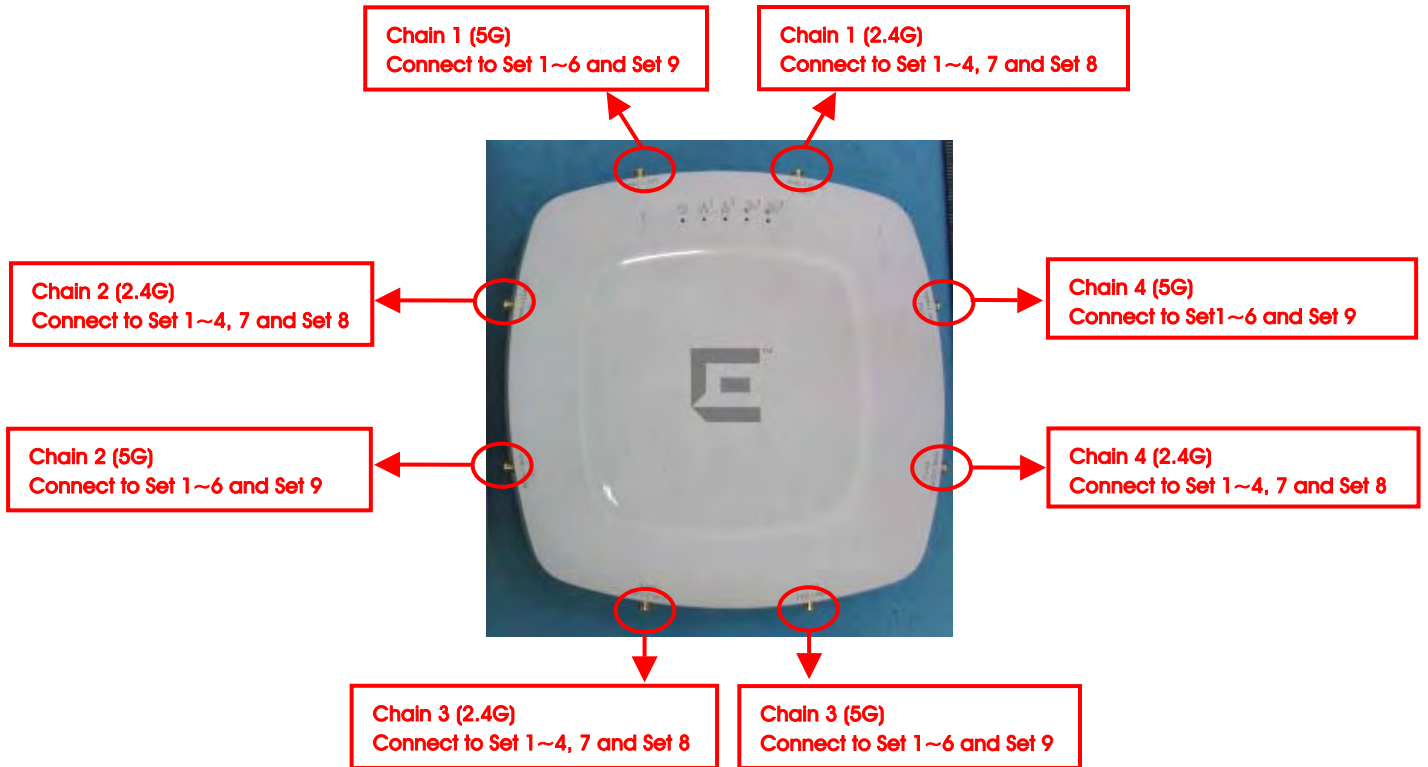 Chain 1 (5G)
Connect to Set 1~6 and Set 9
Chain 1 (2.4G)
Connect to Set 1~4, 7 and Set 8
Chain 2 (2.4G)
Connect to Set 1~4, 7 and Set 8
Chain 4 (5G)
Connect to Set1~6 and Set 9
TM
Chain 2 (5G)
Connect to Set 1~6 and Set 9
Chain 4 (2.4G)
Connect to Set 1~4, 7 and Set 8
Chain 3 (2.4G)
Connect to Set 1~4, 7 and Set 8
Chain 3 (5G)
Connect to Set 1~6 and Set 9